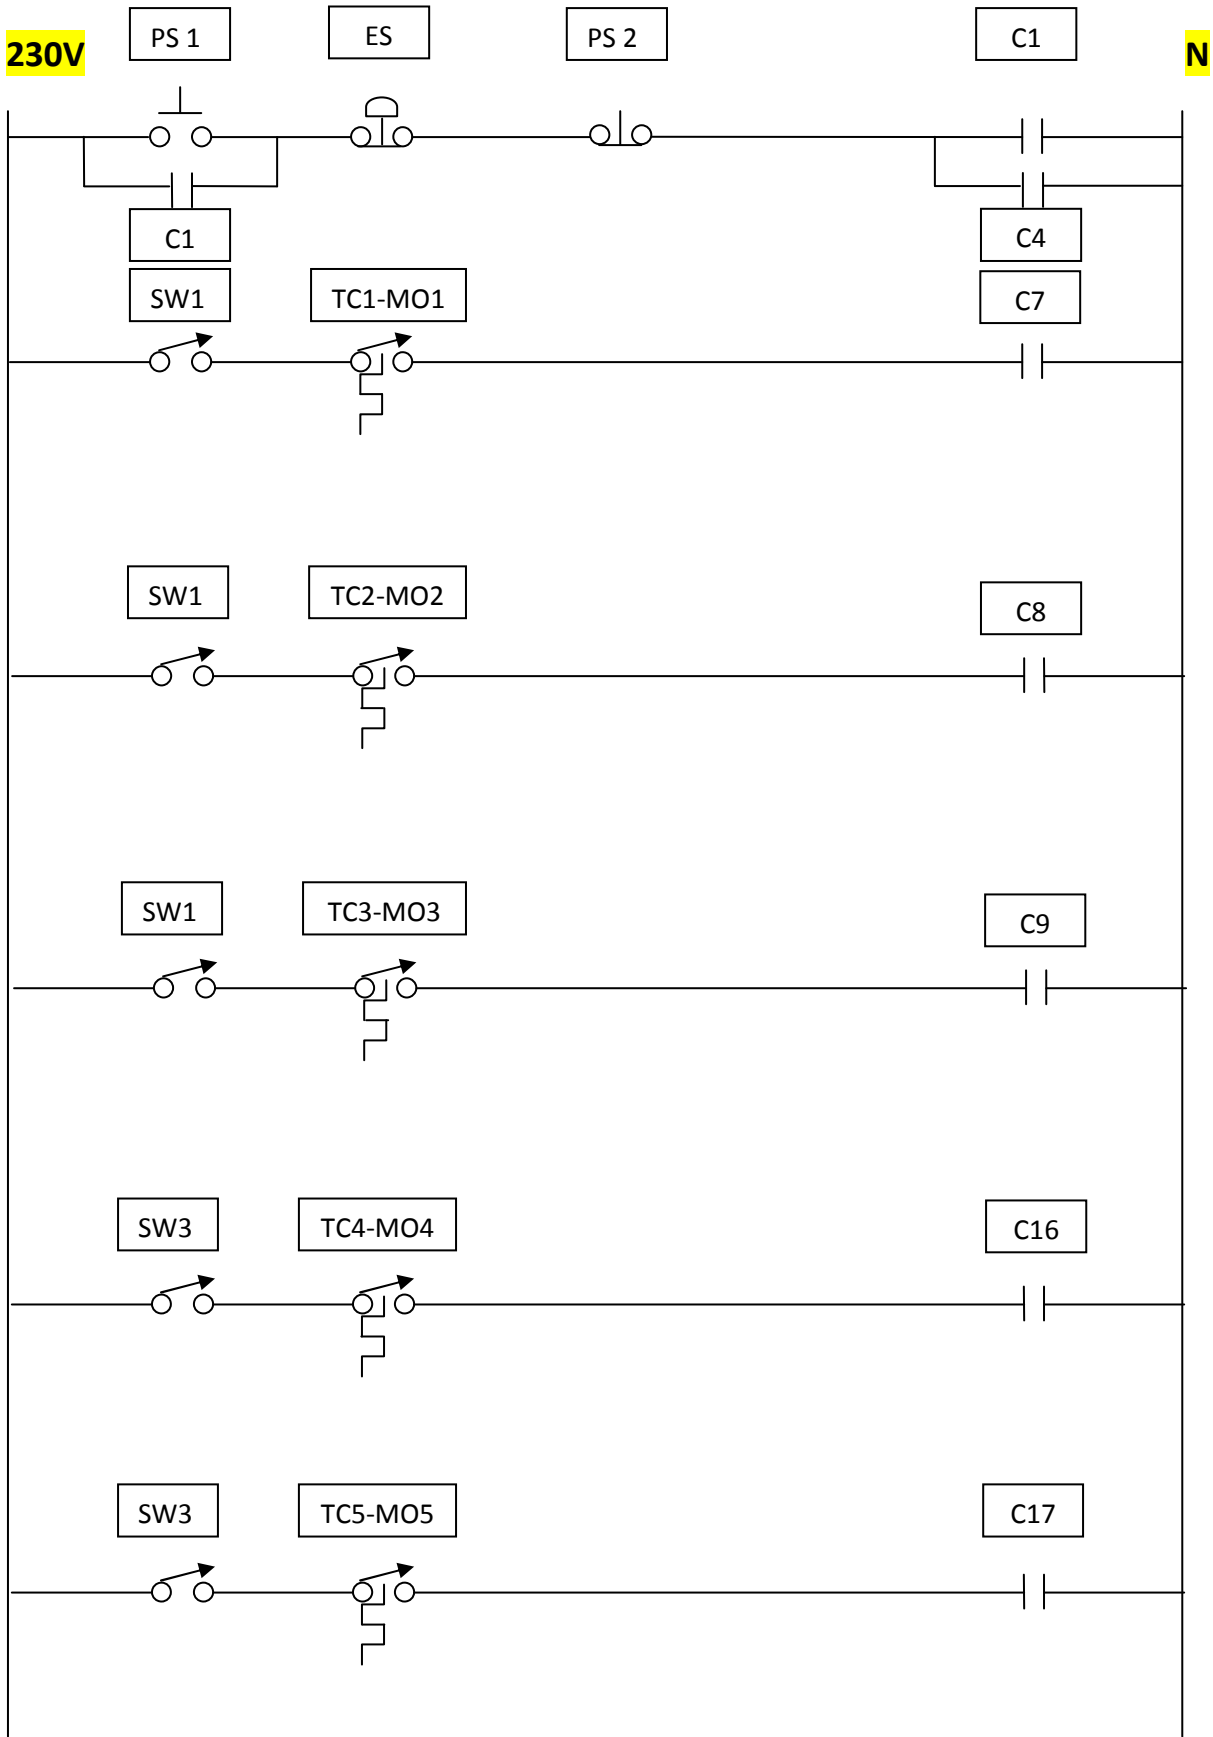 230V PS 1 ES PS 2 C1 N
C1 C4
SW1 TC1-MO1 C7
SW1 TC2-MO2 C8
SW1 TC3-MO3 C9
SW3 TC4-MO4 C16
SW3 TC5-MO5 C17